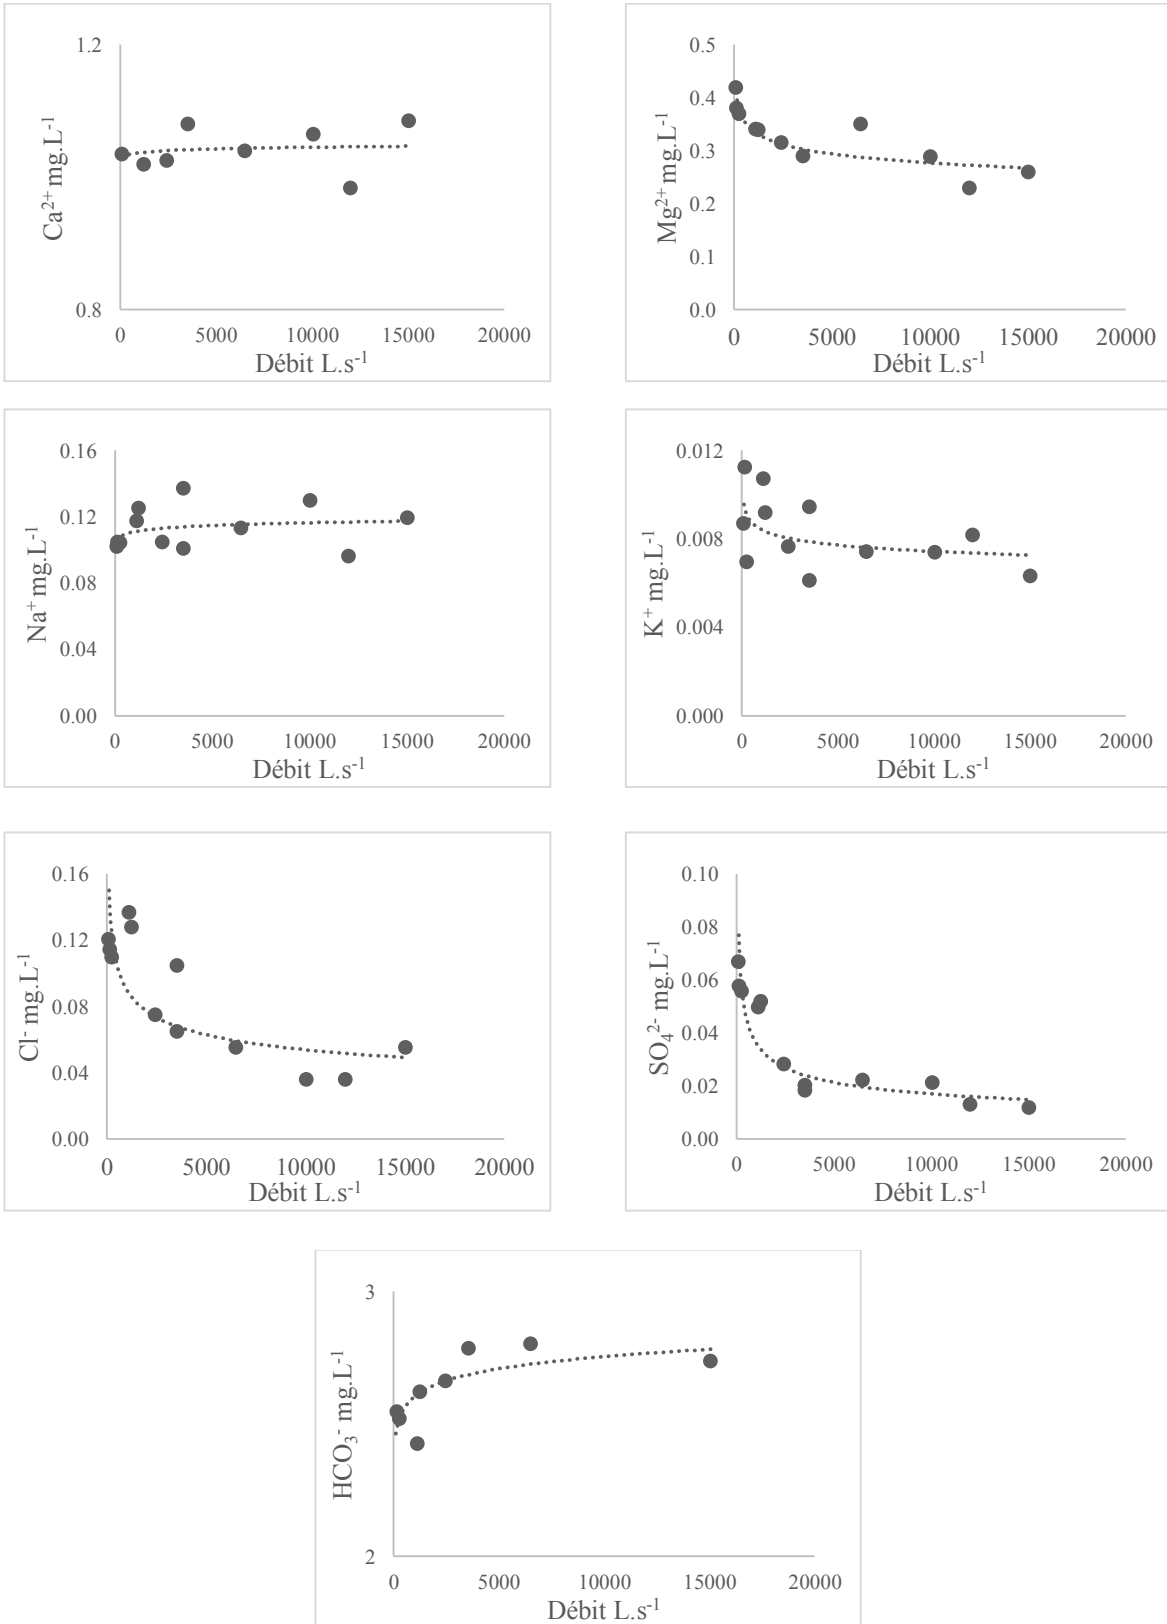 1.2
0.8
Ca²⁺ mg.L⁻¹
0 5000 10000 15000 20000
Débit L.s⁻¹
0.5
0.4
0.3
0.2
0.1
0.0
Mg²⁺ mg.L⁻¹
0 5000 10000 15000 20000
Débit L.s⁻¹
0.16
0.12
0.08
0.04
0.00
Na⁺ mg.L⁻¹
0 5000 10000 15000 20000
Débit L.s⁻¹
0.012
0.008
0.004
0.000
K⁺ mg.L⁻¹
0 5000 10000 15000 20000
Débit L.s⁻¹
0.16
0.12
0.08
0.04
0.00
Cl⁻ mg.L⁻¹
0 5000 10000 15000 20000
Débit L.s⁻¹
0.10
0.08
0.06
0.04
0.02
0.00
SO₄²⁻ mg.L⁻¹
0 5000 10000 15000 20000
Débit L.s⁻¹
3
2
HCO₃⁻ mg.L⁻¹
0 5000 10000 15000 20000
Débit L.s⁻¹